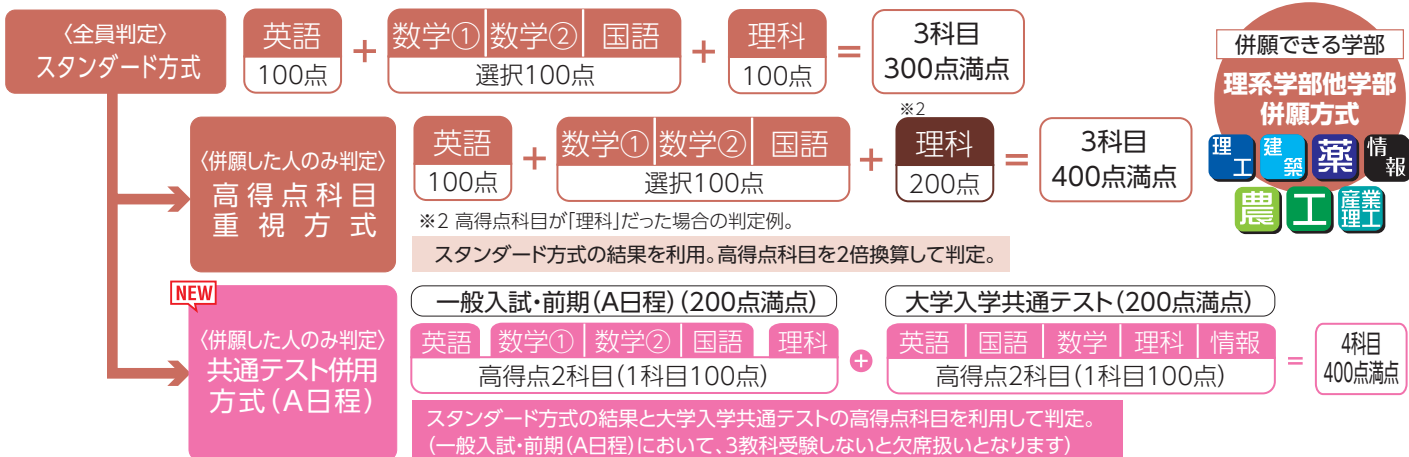 〈全員判定〉
スタンダード方式
英語
100点
+
数学① 数学② 国語
選択100点
+
理科
100点
=
3科目
300点満点
併願できる学部
理系学部他学部
併願方式
理工 建築 薬 情報
農 工 産業理工
〈併願した人のみ判定〉
高得点科目
重視方式
英語
100点
+
数学① 数学② 国語
選択100点
+
※2
理科
200点
=
3科目
400点満点
※2 高得点科目が「理科」だった場合の判定例。
スタンダード方式の結果を利用。高得点科目を2倍換算して判定。
NEW
〈併願した人のみ判定〉
共通テスト併用
方式(A日程)
一般入試・前期(A日程)(200点満点)
英語 数学① 数学② 国語 理科
高得点2科目(1科目100点)
+
大学入学共通テスト(200点満点)
英語 国語 数学 理科 情報
高得点2科目(1科目100点)
=
4科目
400点満点
スタンダード方式の結果と大学入学共通テストの高得点科目を利用して判定。
(一般入試・前期(A日程)において、3教科受験しないと欠席扱いとなります)